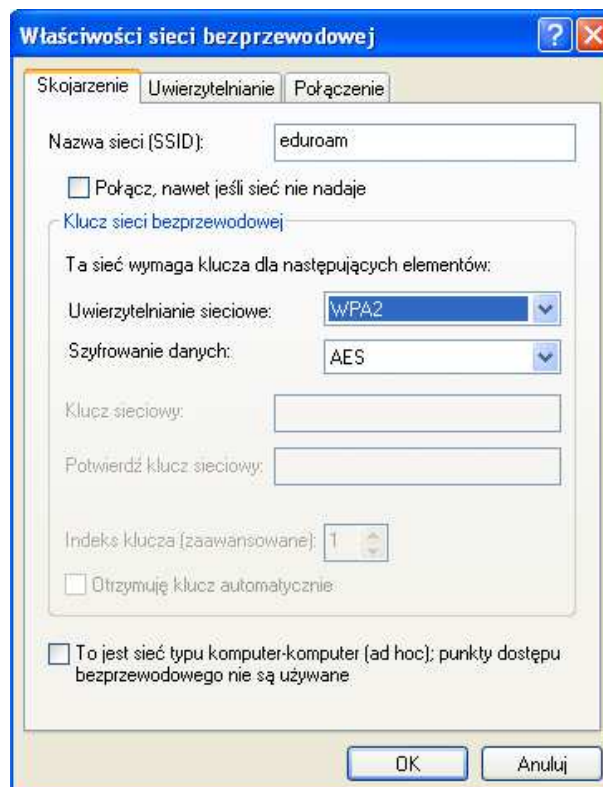 Właściwości sieci bezprzewodowej
Skojarzenie Uwierzytelnianie Połączenie
Nazwa sieci (SSID): eduroam
Połącz, nawet jeśli sieć nie nadaje
Klucz sieci bezprzewodowej
Ta sieć wymaga klucza dla następujących elementów:
Uwierzytelnianie sieciowe: WPA2
Szyfrowanie danych: AES
Klucz sieciowy:
Potwierdź klucz sieciowy:
Indeks klucza (zaawansowane): 1
Otrzymuję klucz automatycznie
To jest sieć typu komputer-komputer (ad hoc); punkty dostępu
bezprzewodowego nie są używane
OK Anuluj